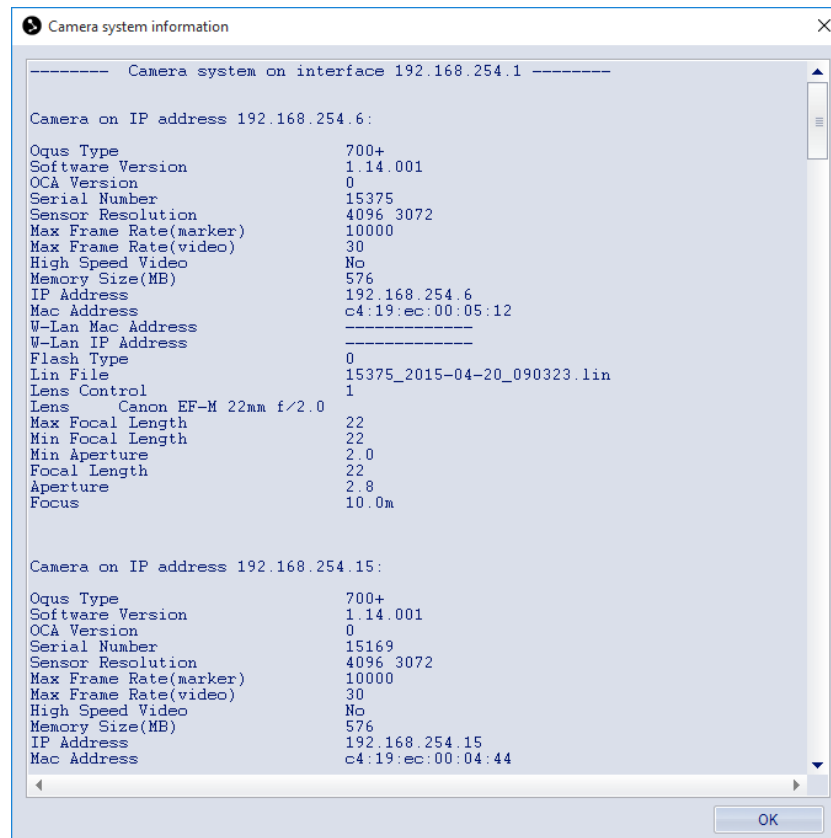 Camera system information
-------- Camera system on interface 192.168.254.1 --------
Camera on IP address 192.168.254.6:
Oqus Type 700+
Software Version 1.14.001
OCA Version 0
Serial Number 15375
Sensor Resolution 4096 3072
Max Frame Rate(marker) 10000
Max Frame Rate(video) 30
High Speed Video No
Memory Size(MB) 576
IP Address 192.168.254.6
Mac Address c4:19:ec:00:05:12
W-Lan Mac Address -------------
W-Lan IP Address -------------
Flash Type 0
Lin File 15375_2015-04-20_090323.lin
Lens Control 1
Lens Canon EF-M 22mm f/2.0
Max Focal Length 22
Min Focal Length 22
Min Aperture 2.0
Focal Length 22
Aperture 2.8
Focus 10.0m
Camera on IP address 192.168.254.15:
Oqus Type 700+
Software Version 1.14.001
OCA Version 0
Serial Number 15169
Sensor Resolution 4096 3072
Max Frame Rate(marker) 10000
Max Frame Rate(video) 30
High Speed Video No
Memory Size(MB) 576
IP Address 192.168.254.15
Mac Address c4:19:ec:00:04:44
OK